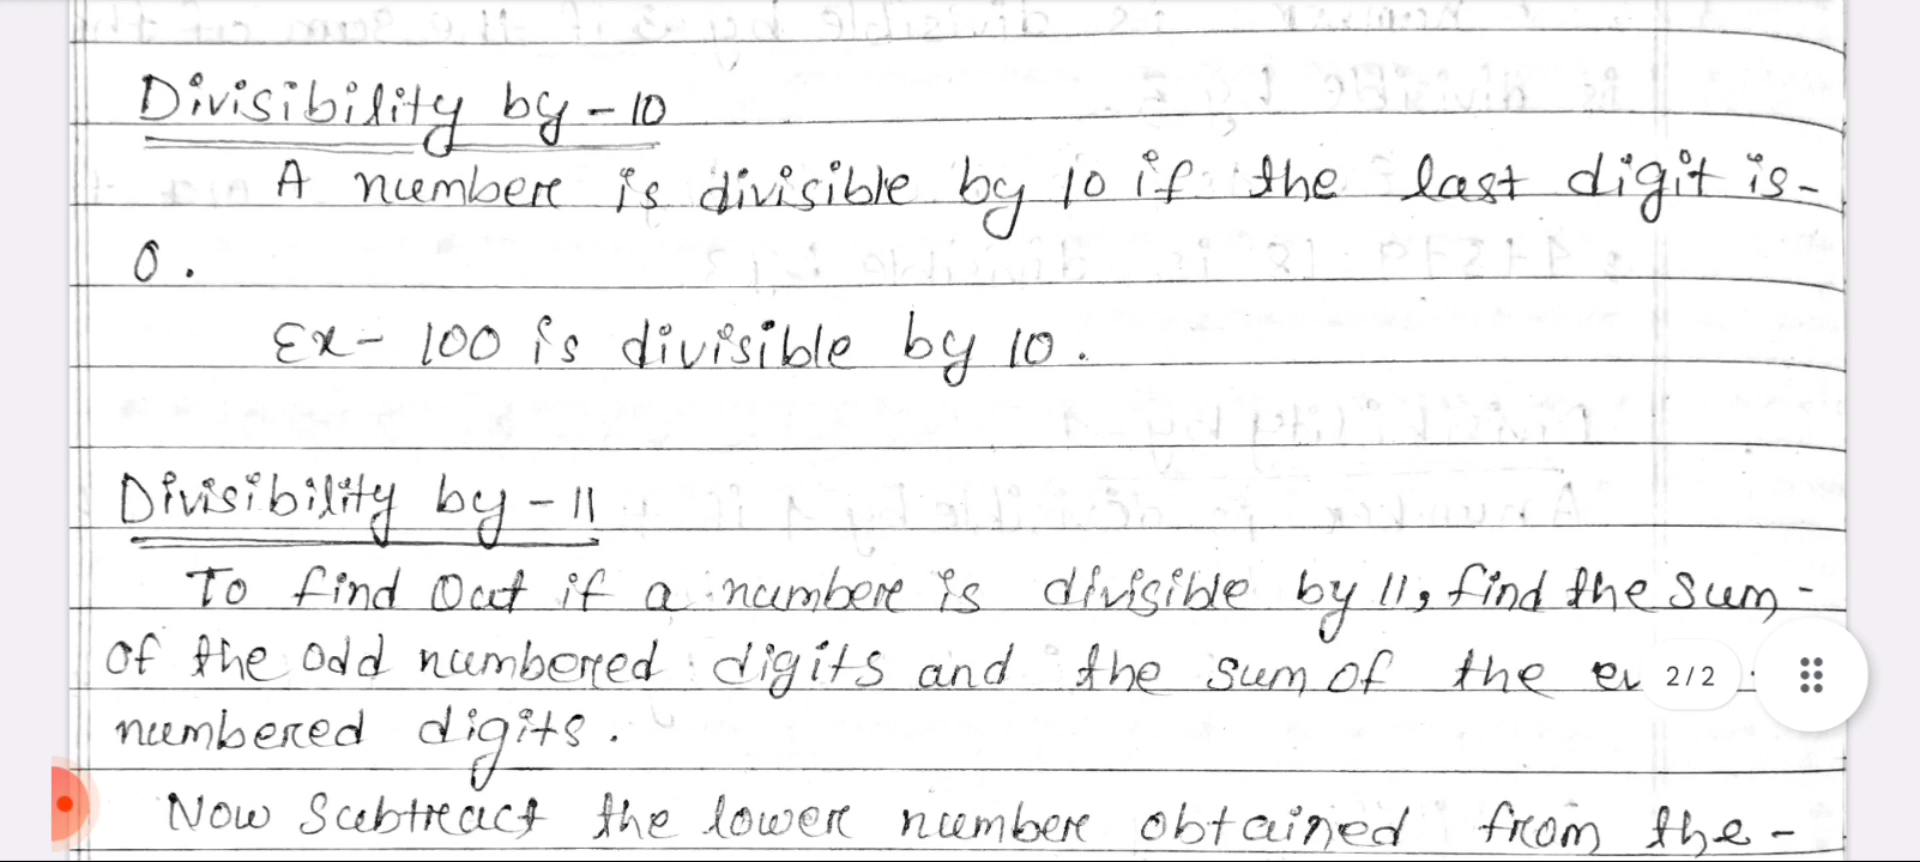 Divisibility by - 10
A number is divisible by 10 if the last digit is -
0.
Ex - 100 is divisible by 10.
Divisibility by - 11
To find Out if a number is divisible by 11, find the sum -
of the odd numbered digits and the sum of the
2/2
numbered digits.
Now Subtract the lower number obtained from the -